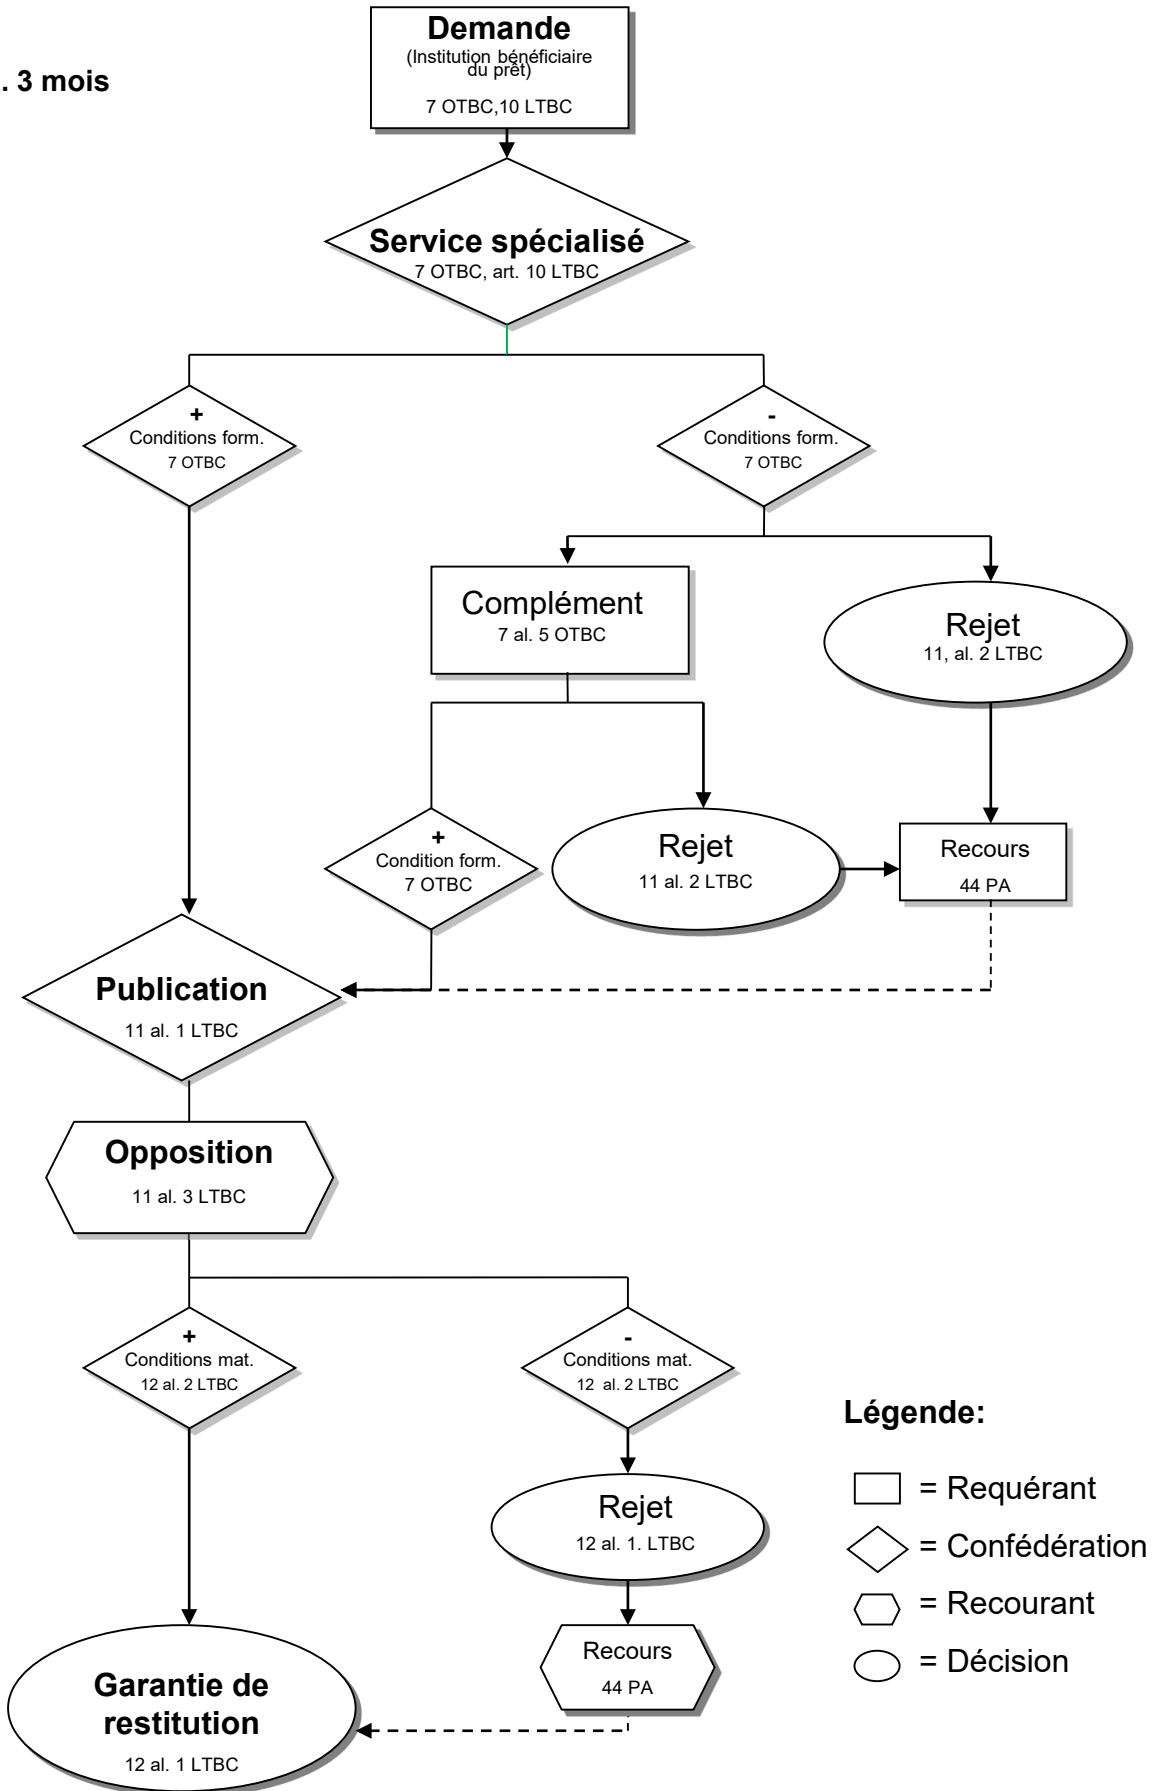 Demande
(Institution bénéficiaire
du prêt)
7 OTBC,10 LTBC
. 3 mois
Service spécialisé
7 OTBC, art. 10 LTBC
+
Conditions form.
7 OTBC
-
Conditions form.
7 OTBC
Complément
7 al. 5 OTBC
Rejet
11, al. 2 LTBC
+
Condition form.
7 OTBC
Rejet
11 al. 2 LTBC
Recours
44 PA
Publication
11 al. 1 LTBC
Opposition
11 al. 3 LTBC
+
Conditions mat.
12 al. 2 LTBC
-
Conditions mat.
12 al. 2 LTBC
Rejet
12 al. 1. LTBC
Recours
44 PA
Garantie de
restitution
12 al. 1 LTBC
Légende:
= Requérant
= Confédération
= Recourant
= Décision